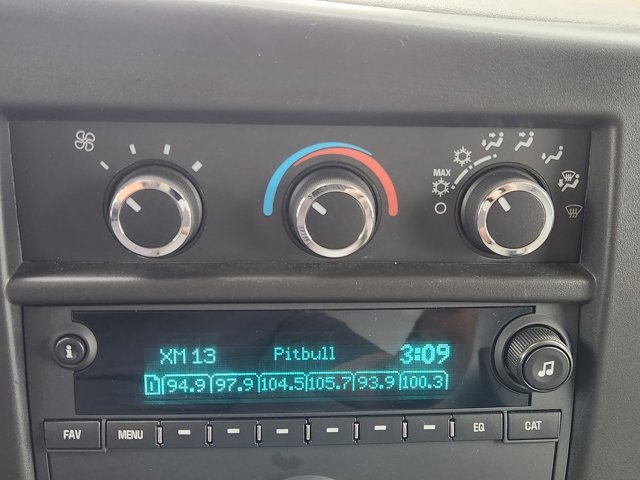 MAX
XM 13 Pitbull 3:09
1 94.9 97.9 104.5 105.7 93.9 100.3
FAV MENU EQ CAT